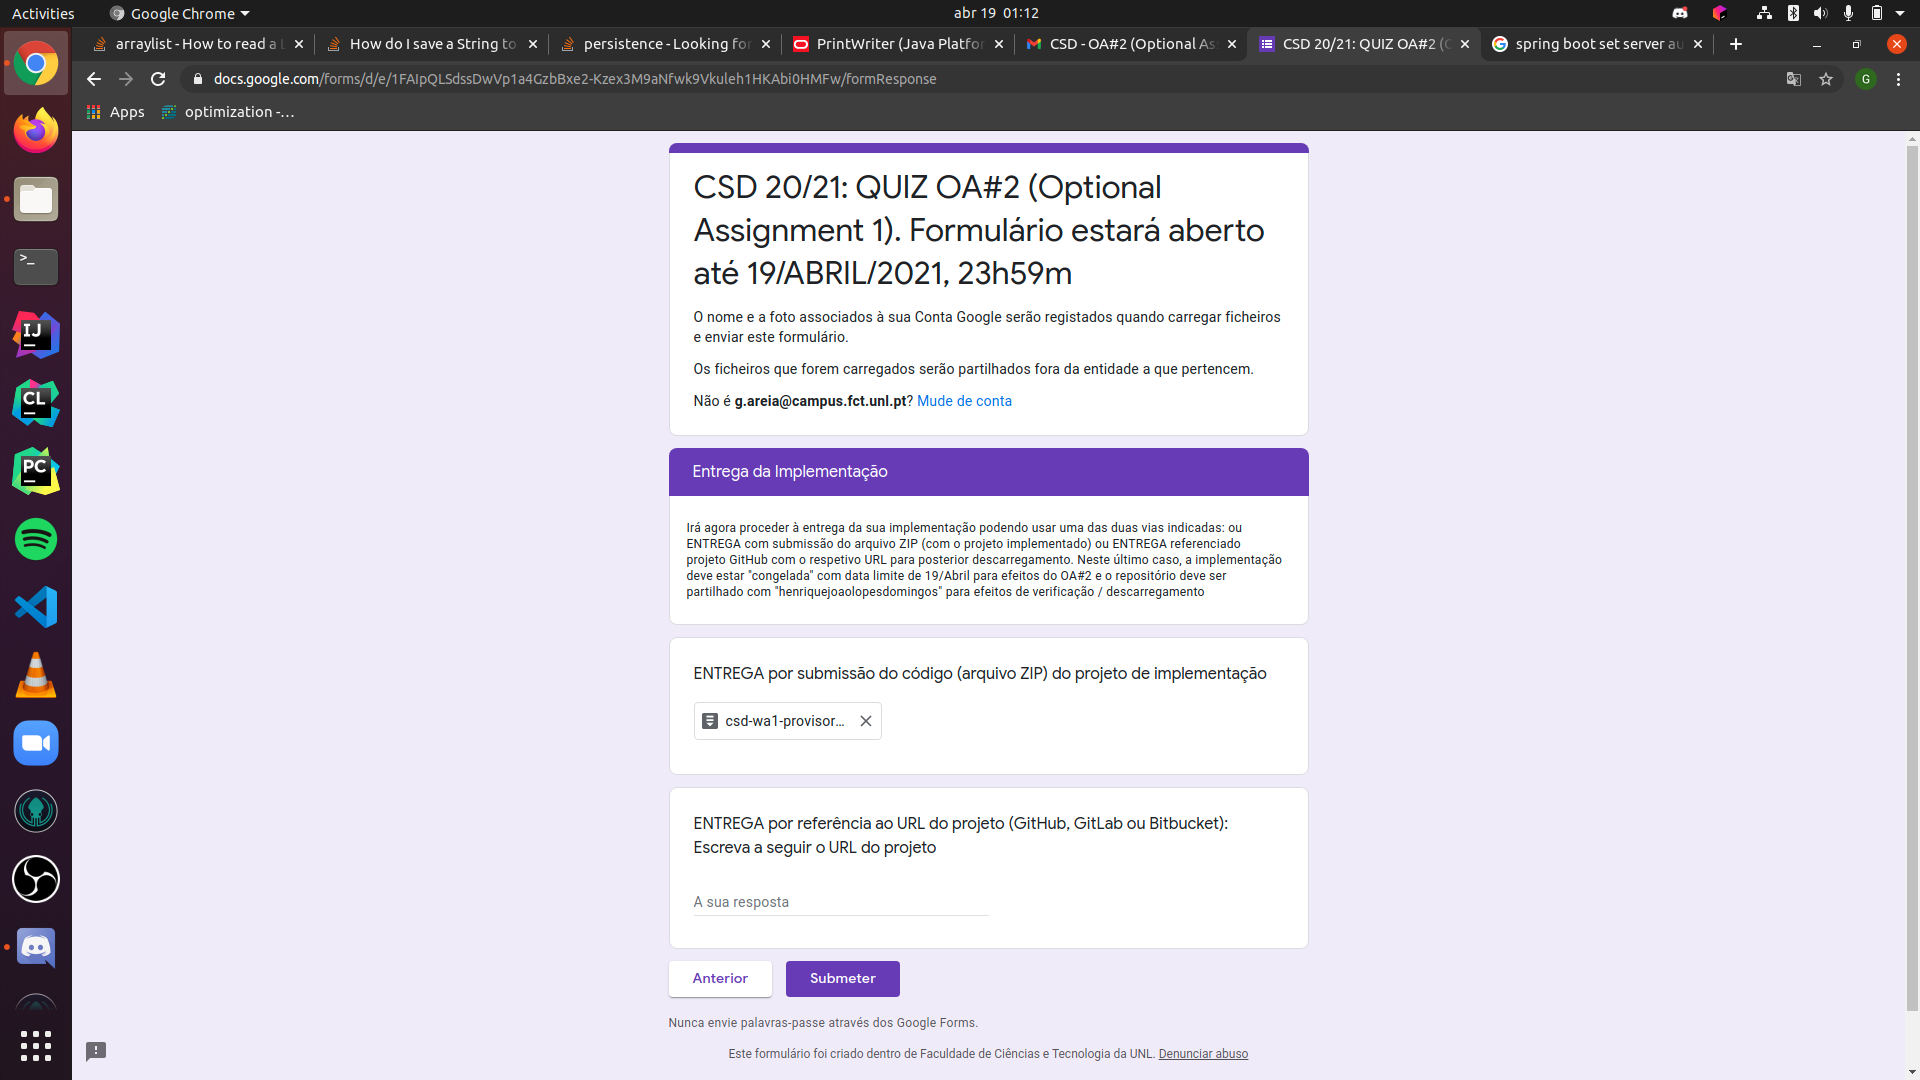 Activities
Google Chrome
abr 19 01:12
arraylist - How to read a
How do I save a String to
persistence - Looking for
PrintWriter (Java Platfor
CSD - OA#2 (Optional As
CSD 20/21: QUIZ OA#2 (
spring boot set server au
docs.google.com/forms/d/e/1FAIpQLSdssDwVp1a4GzbBxe2-Kzex3M9aNfwk9Vkuleh1HKAbi0HMFw/formResponse
G
Apps
optimization -...
CSD 20/21: QUIZ OA#2 (Optional
Assignment 1). Formulário estará aberto
até 19/ABRIL/2021, 23h59m
O nome e a foto associados à sua Conta Google serão registados quando carregar ficheiros
e enviar este formulário.
Os ficheiros que forem carregados serão partilhados fora da entidade a que pertencem.
Não é g.areia@campus.fct.unl.pt? Mude de conta
Entrega da Implementação
Irá agora proceder à entrega da sua implementação podendo usar uma das duas vias indicadas: ou
ENTREGA com submissão do arquivo ZIP (com o projeto implementado) ou ENTREGA referenciado
projeto GitHub com o respetivo URL para posterior descarregamento. Neste último caso, a implementação
deve estar "congelada" com data limite de 19/Abril para efeitos do OA#2 e o repositório deve ser
partilhado com "henriquejoaolopesdomingos" para efeitos de verificação / descarregamento
ENTREGA por submissão do código (arquivo ZIP) do projeto de implementação
csd-wa1-provisor...
ENTREGA por referência ao URL do projeto (GitHub, GitLab ou Bitbucket):
Escreva a seguir o URL do projeto
A sua resposta
Anterior
Submeter
Nunca envie palavras-passe através dos Google Forms.
Este formulário foi criado dentro de Faculdade de Ciências e Tecnologia da UNL. Denunciar abuso
IJ
CL
PC